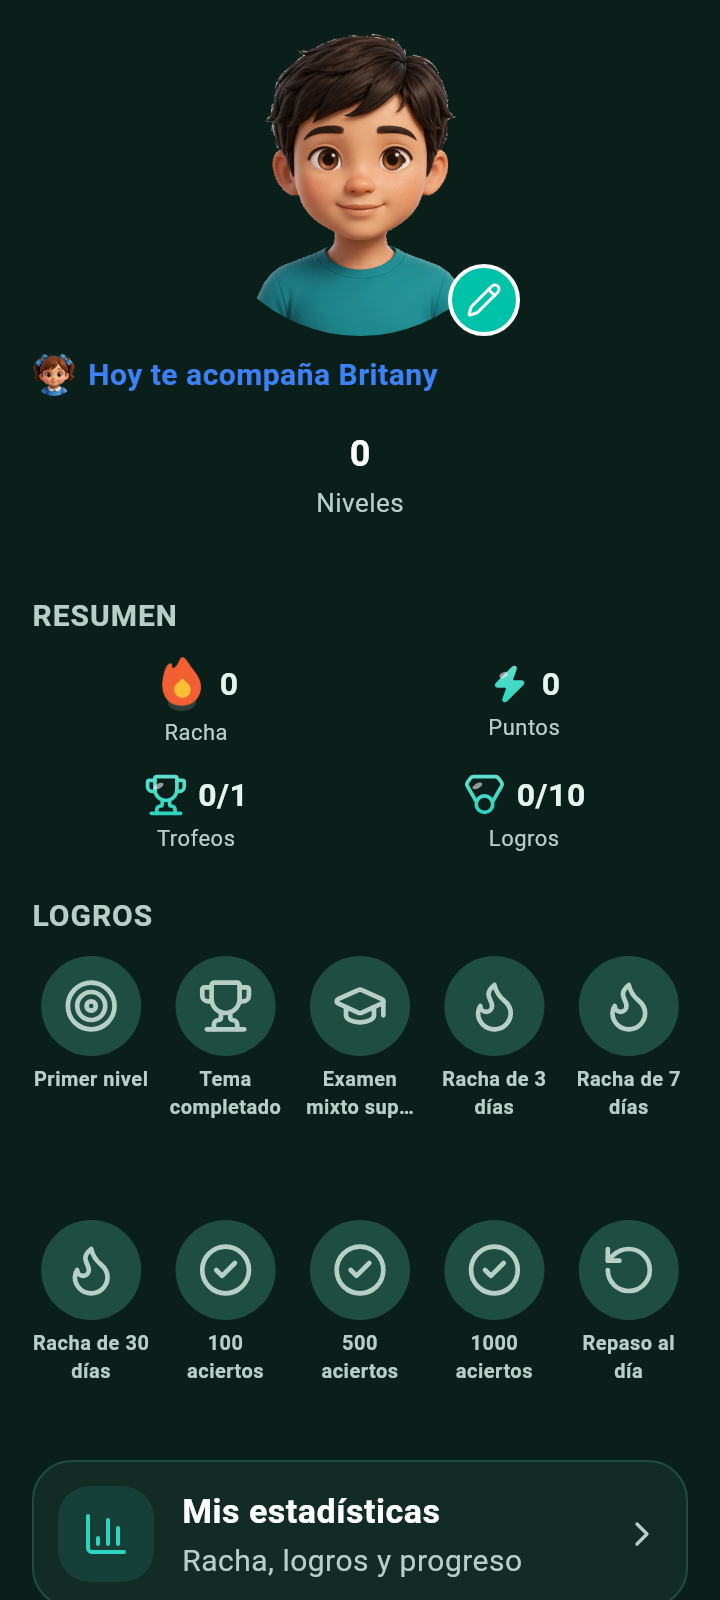 Hoy te acompaña Britany
0
Niveles
RESUMEN
0
Racha
0
Puntos
0/1
Trofeos
0/10
Logros
LOGROS
Primer nivel
Tema
completado
Examen
mixto sup...
Racha de 3
días
Racha de 7
días
Racha de 30
días
100
aciertos
500
aciertos
1000
aciertos
Repaso al
día
Mis estadísticas
Racha, logros y progreso